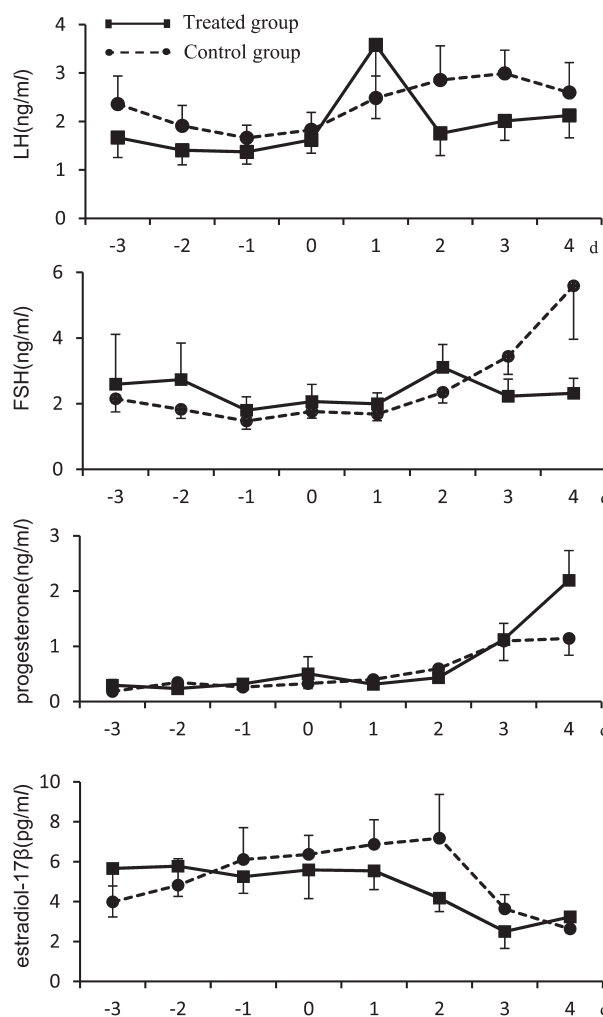 Treated group
Control group
LH(ng/ml)
4
3
2
1
0
-3 -2 -1 0 1 2 3 4 d
FSH(ng/ml)
6
4
2
0
-3 -2 -1 0 1 2 3 4
progesterone(ng/ml)
3
2
1
0
-3 -2 -1 0 1 2 3 4
estradiol-17β(pg/ml)
10
8
6
4
2
0
-3 -2 -1 0 1 2 3 4